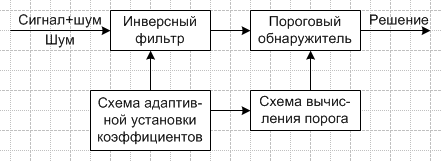 Сигнал+шум
Шум
Инверсный
фильтр
Пороговый
обнаружитель
Решение
Схема адаптив-
ной установки
коэффициентов
Схема вычис-
ления порога